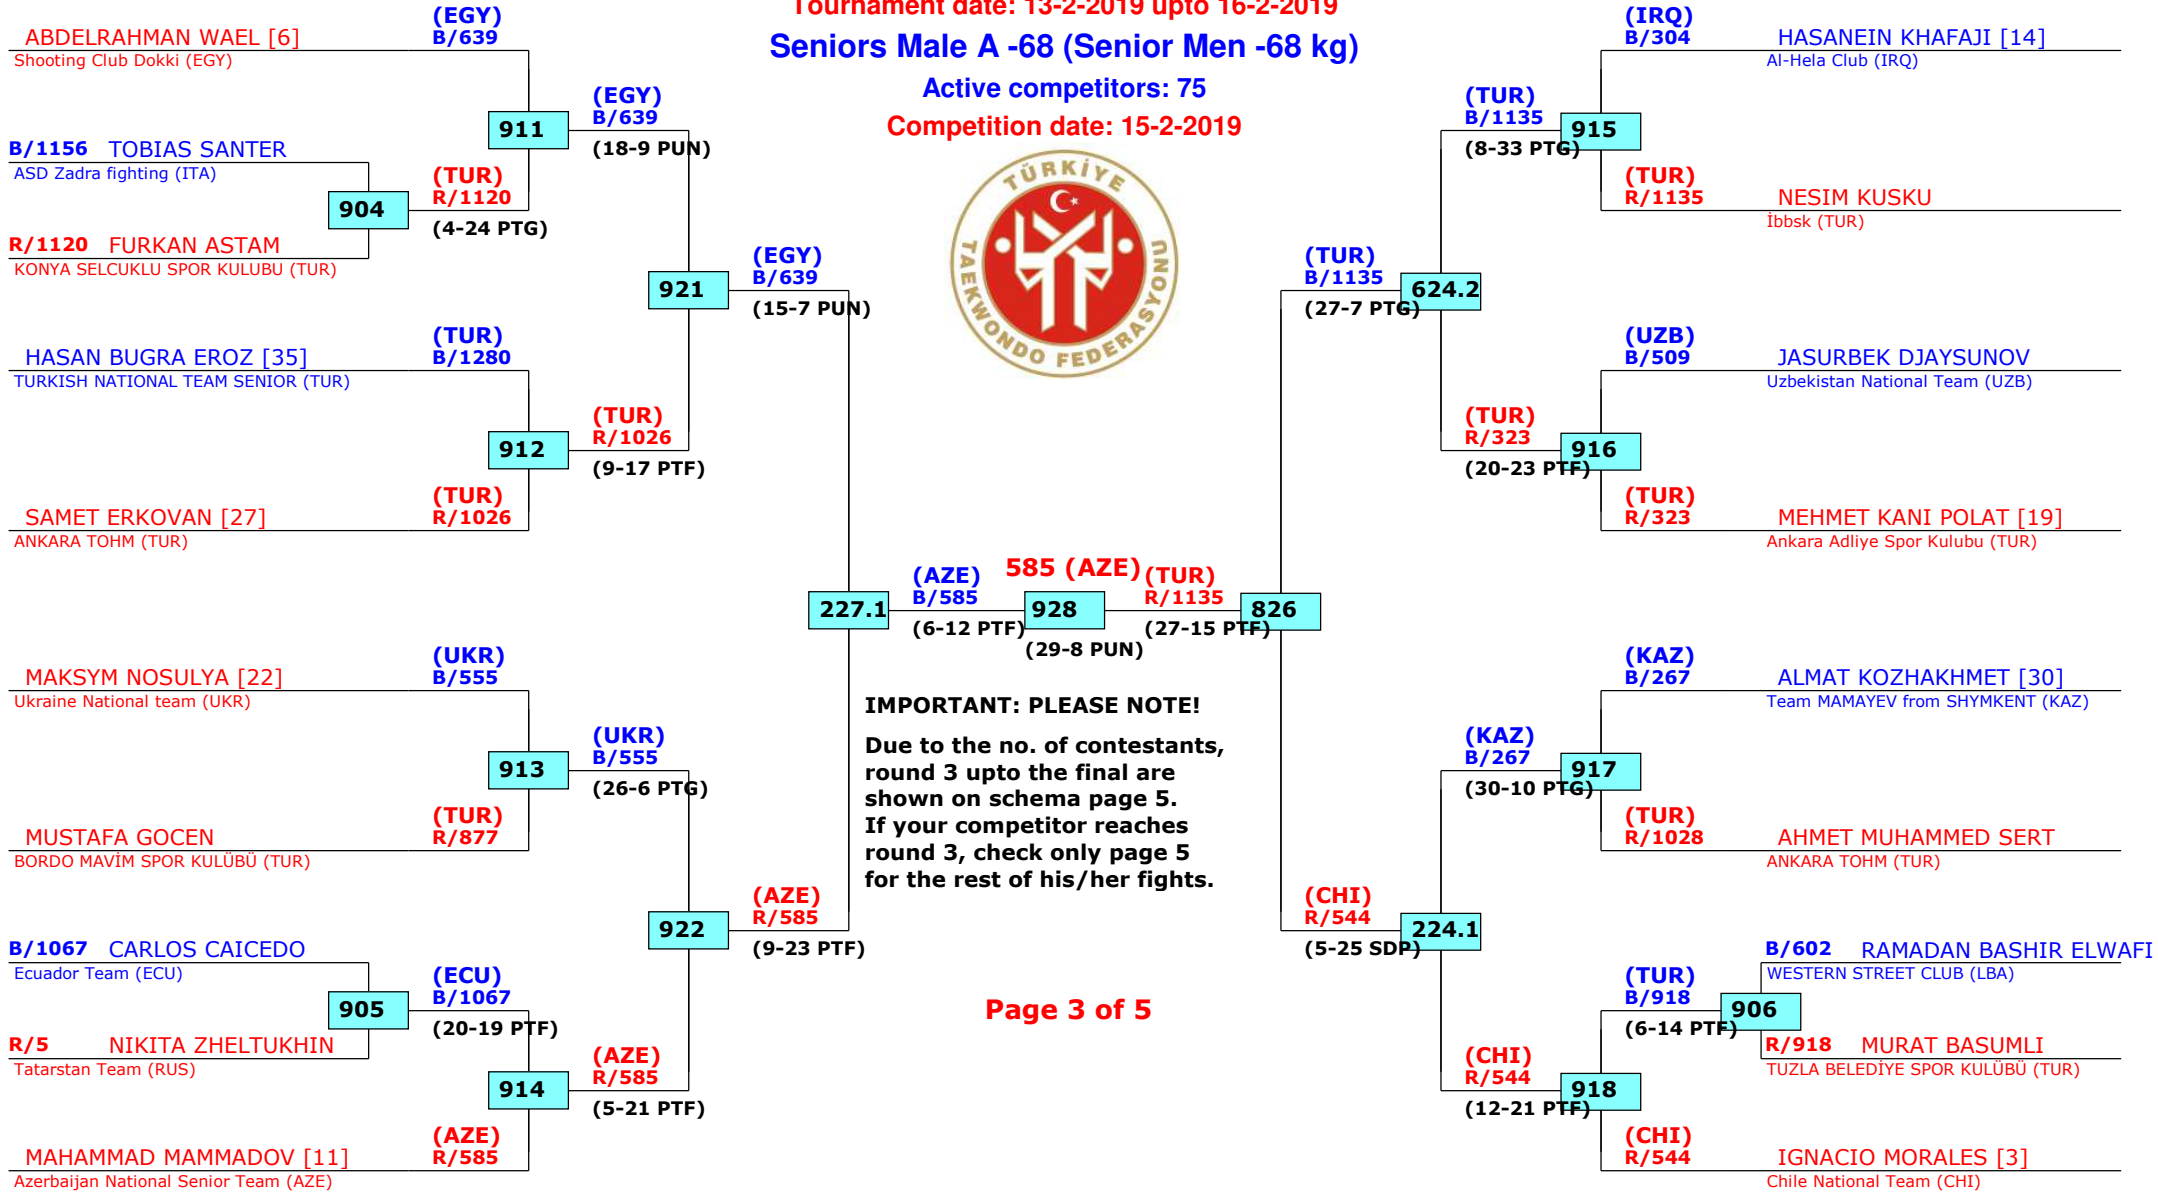 Tournament date: 13-2-2019 upto 16-2-2019
Seniors Male A -68 (Senior Men -68 kg)
Active competitors: 75
Competition date: 15-2-2019
TÜRKİYE TAEKWONDO FEDERASYONU
(EGY)
ABDELRAHMAN WAEL [6] B/639
Shooting Club Dokki (EGY)
(EGY)
911 B/639
(18-9 PUN)
B/1156 TOBIAS SANTER
ASD Zadra fighting (ITA)
(TUR)
904 R/1120
(4-24 PTG)
R/1120 FURKAN ASTAM
KONYA SELCUKLU SPOR KULUBU (TUR)
(EGY)
921 B/639
(15-7 PUN)
(TUR)
HASAN BUGRA EROZ [35] B/1280
TURKISH NATIONAL TEAM SENIOR (TUR)
(TUR)
912 R/1026
(9-17 PTF)
(TUR)
SAMET ERKOVAN [27] R/1026
ANKARA TOHM (TUR)
(AZE)
227.1 B/585
(6-12 PTF)
585 (AZE)
928
(29-8 PUN)
(TUR)
R/1135 826
(27-15 PTF)
(UKR)
MAKSYM NOSULYA [22] B/555
Ukraine National team (UKR)
(UKR)
913 B/555
(26-6 PTG)
(TUR)
MUSTAFA GOCEN R/877
BORDO MAVİM SPOR KULÜBÜ (TUR)
(AZE)
922 R/585
(9-23 PTF)
B/1067 CARLOS CAICEDO
Ecuador Team (ECU)
(ECU)
905 B/1067
(20-19 PTF)
R/5 NIKITA ZHELTUKHIN
Tatarstan Team (RUS)
(AZE)
914 R/585
(5-21 PTF)
(AZE)
MAHAMMAD MAMMADOV [11] R/585
Azerbaijan National Senior Team (AZE)
IMPORTANT: PLEASE NOTE!
Due to the no. of contestants,
round 3 upto the final are
shown on schema page 5.
If your competitor reaches
round 3, check only page 5
for the rest of his/her fights.
Page 3 of 5
(IRQ)
B/304 HASANEIN KHAFAJI [14]
Al-Hela Club (IRQ)
(TUR)
B/1135 915
(8-33 PTG)
(TUR)
R/1135 NESIM KUSKU
İbbsk (TUR)
(TUR)
B/1135 624.2
(27-7 PTG)
(UZB)
B/509 JASURBEK DJAYSUNOV
Uzbekistan National Team (UZB)
(TUR)
R/323 916
(20-23 PTF)
(TUR)
R/323 MEHMET KANI POLAT [19]
Ankara Adliye Spor Kulubu (TUR)
(KAZ)
B/267 ALMAT KOZHAKHMET [30]
Team MAMAYEV from SHYMKENT (KAZ)
(KAZ)
B/267 917
(30-10 PTG)
(TUR)
R/1028 AHMET MUHAMMED SERT
ANKARA TOHM (TUR)
(CHI)
R/544 224.1
(5-25 SDP)
B/602 RAMADAN BASHIR ELWAFI
WESTERN STREET CLUB (LBA)
(TUR)
B/918 906
(6-14 PTF)
R/918 MURAT BASUMLI
TUZLA BELEDİYE SPOR KULÜBÜ (TUR)
(CHI)
R/544 918
(12-21 PTF)
(CHI)
R/544 IGNACIO MORALES [3]
Chile National Team (CHI)